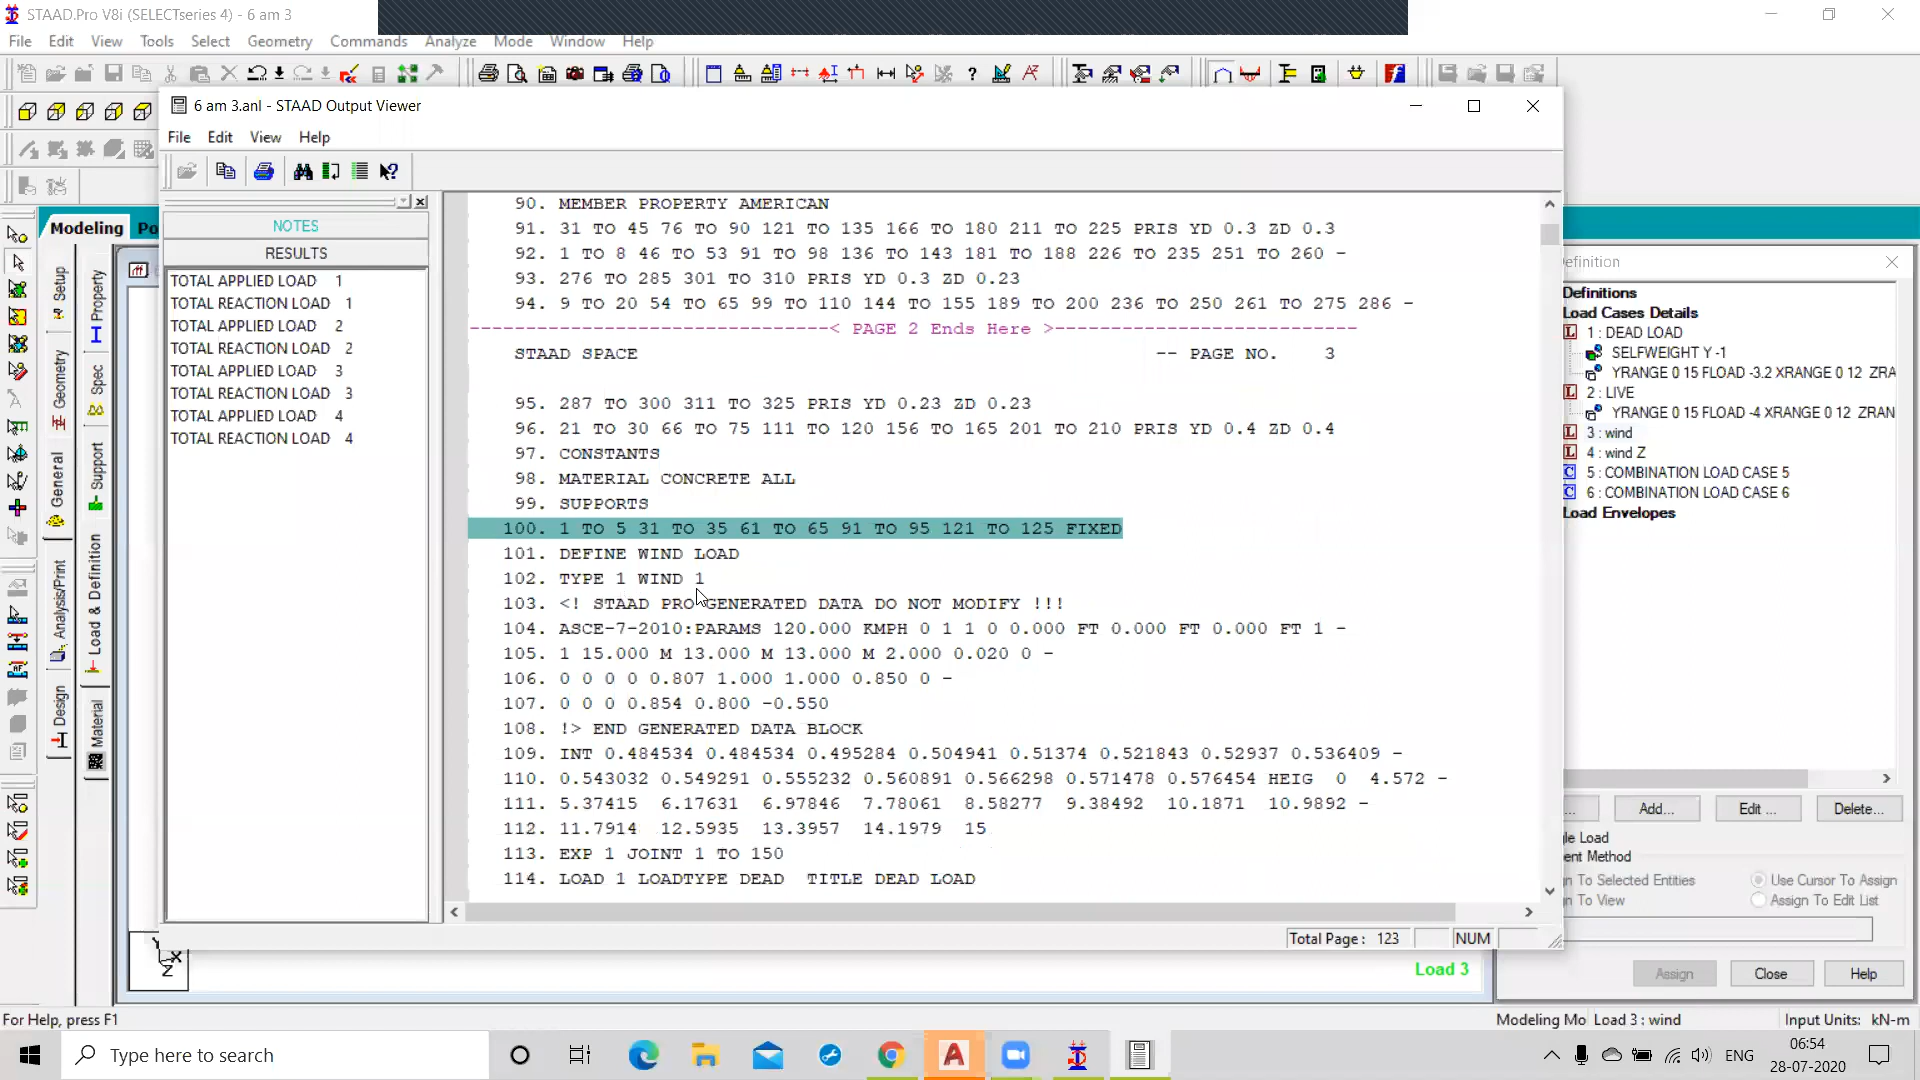 STAAD.Pro V8i (SELECTseries 4) - 6 am 3
File Edit View Tools Select Geometry Commands Analyze Mode Window Help
6 am 3.anl - STAAD Output Viewer
File Edit View Help
NOTES
RESULTS
TOTAL APPLIED LOAD 1
TOTAL REACTION LOAD 1
TOTAL APPLIED LOAD 2
TOTAL REACTION LOAD 2
TOTAL APPLIED LOAD 3
TOTAL REACTION LOAD 3
TOTAL APPLIED LOAD 4
TOTAL REACTION LOAD 4
Modeling Po
Setup
Geometry
General
Analysis/Print
Design
Property
Spec
Support
Load & Definition
Material
90. MEMBER PROPERTY AMERICAN
91. 31 TO 45 76 TO 90 121 TO 135 166 TO 180 211 TO 225 PRIS YD 0.3 ZD 0.3
92. 1 TO 8 46 TO 53 91 TO 98 136 TO 143 181 TO 188 226 TO 235 251 TO 260 -
93. 276 TO 285 301 TO 310 PRIS YD 0.3 ZD 0.23
94. 9 TO 20 54 TO 65 99 TO 110 144 TO 155 189 TO 200 236 TO 250 261 TO 275 286 -
--------------------------------< PAGE 2 Ends Here >---------------------------
STAAD SPACE -- PAGE NO. 3
95. 287 TO 300 311 TO 325 PRIS YD 0.23 ZD 0.23
96. 21 TO 30 66 TO 75 111 TO 120 156 TO 165 201 TO 210 PRIS YD 0.4 ZD 0.4
97. CONSTANTS
98. MATERIAL CONCRETE ALL
99. SUPPORTS
100. 1 TO 5 31 TO 35 61 TO 65 91 TO 95 121 TO 125 FIXED
101. DEFINE WIND LOAD
102. TYPE 1 WIND 1
103. <! STAAD PRO GENERATED DATA DO NOT MODIFY !!!
104. ASCE-7-2010:PARAMS 120.000 KMPH 0 1 1 0 0.000 FT 0.000 FT 0.000 FT 1 -
105. 1 15.000 M 13.000 M 13.000 M 2.000 0.020 0 -
106. 0 0 0 0 0.807 1.000 1.000 0.850 0 -
107. 0 0 0 0.854 0.800 -0.550
108. !> END GENERATED DATA BLOCK
109. INT 0.484534 0.484534 0.495284 0.504941 0.51374 0.521843 0.52937 0.536409 -
110. 0.543032 0.549291 0.555232 0.560891 0.566298 0.571478 0.576454 HEIG 0 4.572 -
111. 5.37415 6.17631 6.97846 7.78061 8.58277 9.38492 10.1871 10.9892 -
112. 11.7914 12.5935 13.3957 14.1979 15
113. EXP 1 JOINT 1 TO 150
114. LOAD 1 LOADTYPE DEAD TITLE DEAD LOAD
Total Page: 123 NUM
efinition
Definitions
Load Cases Details
1 : DEAD LOAD
SELFWEIGHT Y -1
YRANGE 0 15 FLOAD -3.2 XRANGE 0 12 ZRA
2 : LIVE
YRANGE 0 15 FLOAD -4 XRANGE 0 12 ZRAN
3 : wind
4 : wind Z
5 : COMBINATION LOAD CASE 5
6 : COMBINATION LOAD CASE 6
Load Envelopes
... Add... Edit ... Delete...
le Load
ent Method
n To Selected Entities Use Cursor To Assign
n To View Assign To Edit List
Assign Close Help
Y X Z
Load 3
For Help, press F1 Modeling Mo Load 3 : wind Input Units: kN-m
Type here to search
ENG
06:54
28-07-2020